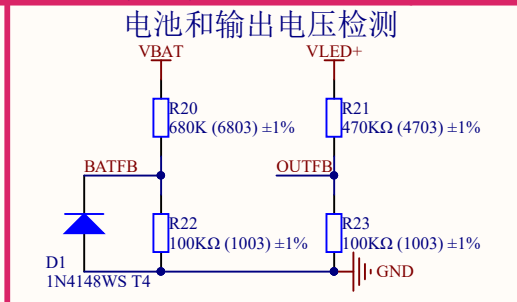 电池和输出电压检测
VBAT
VLED+
R20
680K (6803) ±1%
R21
470KΩ (4703) ±1%
BATFB
OUTFB
R22
100KΩ (1003) ±1%
R23
100KΩ (1003) ±1%
D1
1N4148WS T4
GND